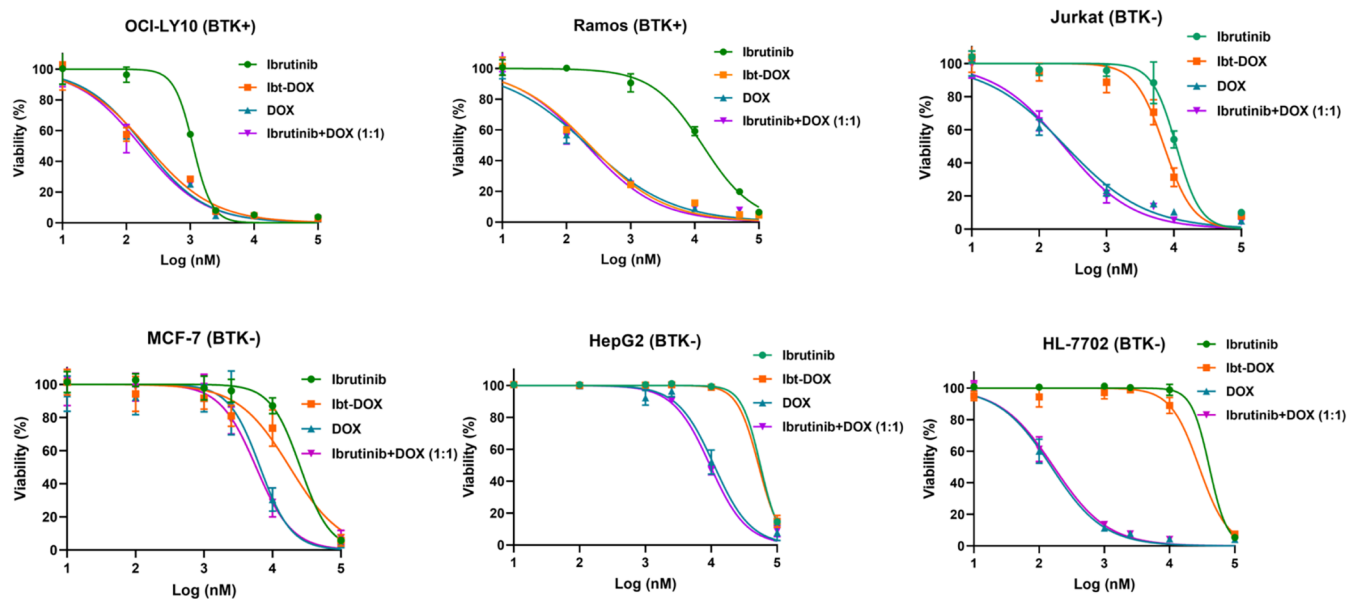 OCI-LY10 (BTK+)
Viability (%)
100
80
60
40
20
0
1 2 3 4 5
Log (nM)
Ibrutinib
Ibt-DOX
DOX
Ibrutinib+DOX (1:1)
Ramos (BTK+)
Viability (%)
100
80
60
40
20
0
1 2 3 4 5
Log (nM)
Ibrutinib
Ibt-DOX
DOX
Ibrutinib+DOX (1:1)
Jurkat (BTK-)
Viability (%)
100
80
60
40
20
0
1 2 3 4 5
Log (nM)
Ibrutinib
Ibt-DOX
DOX
Ibrutinib+DOX (1:1)
MCF-7 (BTK-)
Viability (%)
100
80
60
40
20
0
1 2 3 4 5
Log (nM)
Ibrutinib
Ibt-DOX
DOX
Ibrutinib+DOX (1:1)
HepG2 (BTK-)
Viability (%)
100
80
60
40
20
0
1 2 3 4 5
Log (nM)
Ibrutinib
Ibt-DOX
DOX
Ibrutinib+DOX (1:1)
HL-7702 (BTK-)
Viability (%)
100
80
60
40
20
0
1 2 3 4 5
Log (nM)
Ibrutinib
Ibt-DOX
DOX
Ibrutinib+DOX (1:1)